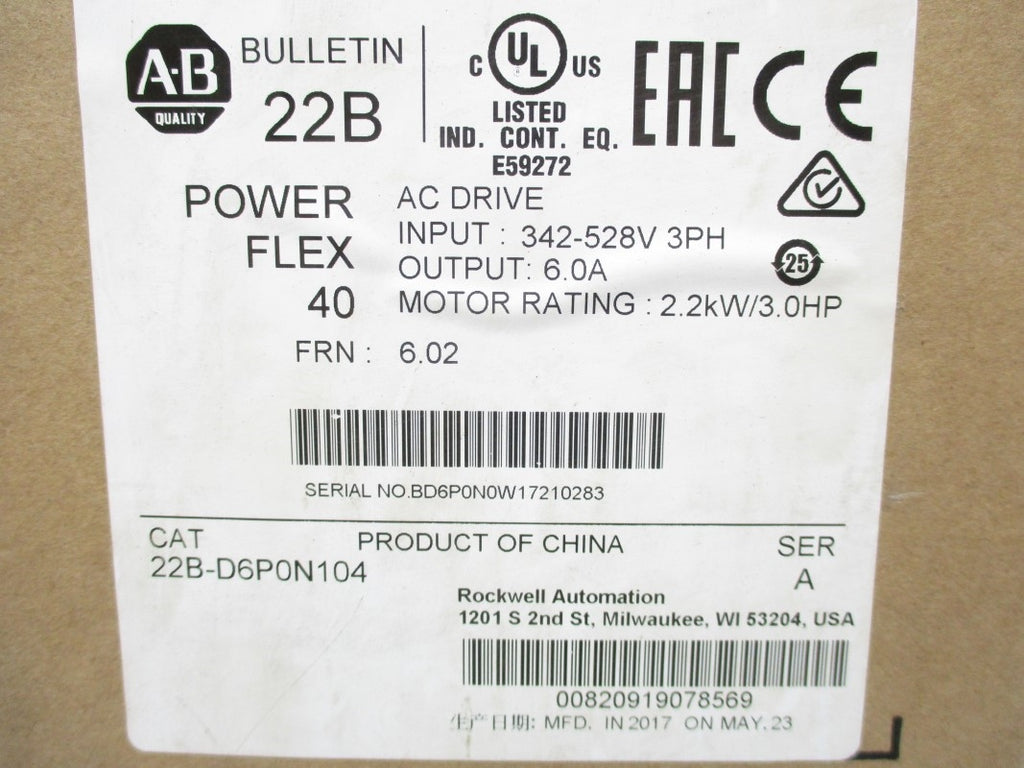 A-B
QUALITY
BULLETIN
22B
C UL US
LISTED
IND. CONT. EQ.
E59272
EAC CE
POWER
FLEX
40
AC DRIVE
INPUT : 342-528V 3PH
OUTPUT: 6.0A
MOTOR RATING : 2.2kW/3.0HP
25
FRN : 6.02
SERIAL NO.BD6P0N0W17210283
CAT
22B-D6P0N104
PRODUCT OF CHINA
SER
A
Rockwell Automation
1201 S 2nd St, Milwaukee, WI 53204, USA
00820919078569
生产日期: MFD. IN 2017 ON MAY. 23